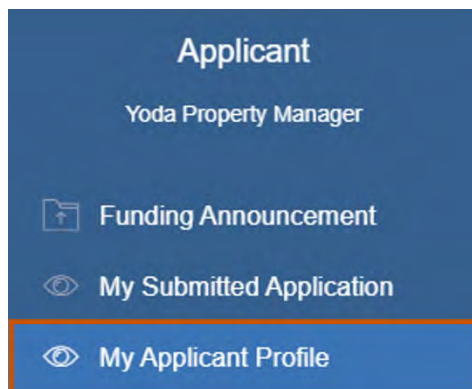 Applicant
Yoda Property Manager
Funding Announcement
My Submitted Application
My Applicant Profile